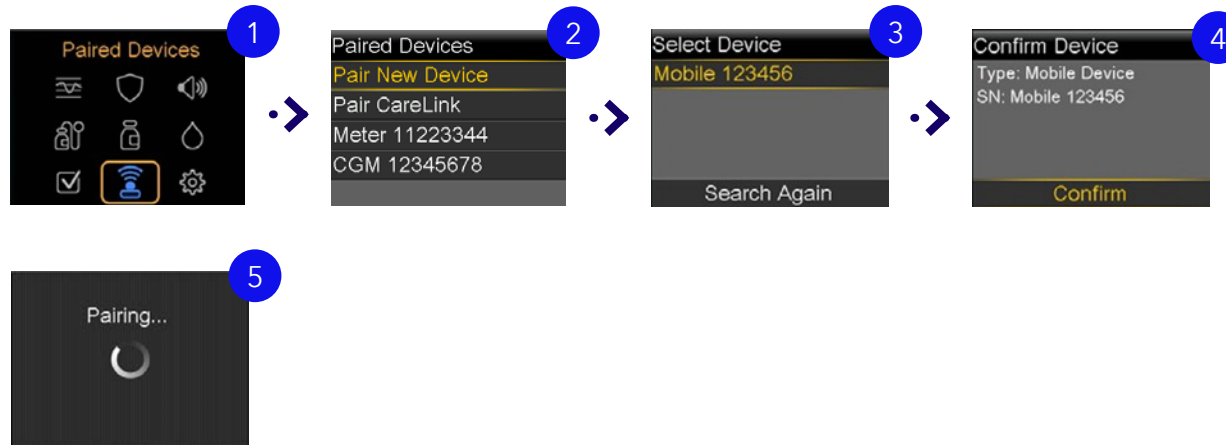 1
Paired Devices
2
Paired Devices
Pair New Device
Pair CareLink
Meter 11223344
CGM 12345678
3
Select Device
Mobile 123456
Search Again
4
Confirm Device
Type: Mobile Device
SN: Mobile 123456
Confirm
5
Pairing...